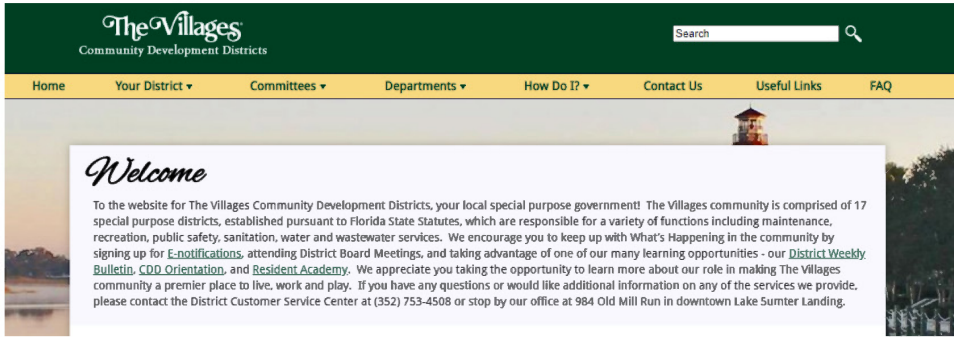 The Villages®
Community Development Districts
Search
Home Your District ▾ Committees ▾ Departments ▾ How Do I? ▾ Contact Us Useful Links FAQ
Welcome
To the website for The Villages Community Development Districts, your local special purpose government! The Villages community is comprised of 17
special purpose districts, established pursuant to Florida State Statutes, which are responsible for a variety of functions including maintenance,
recreation, public safety, sanitation, water and wastewater services. We encourage you to keep up with What's Happening in the community by
signing up for E-notifications, attending District Board Meetings, and taking advantage of one of our many learning opportunities - our District Weekly
Bulletin, CDD Orientation, and Resident Academy. We appreciate you taking the opportunity to learn more about our role in making The Villages
community a premier place to live, work and play. If you have any questions or would like additional information on any of the services we provide,
please contact the District Customer Service Center at (352) 753-4508 or stop by our office at 984 Old Mill Run in downtown Lake Sumter Landing.